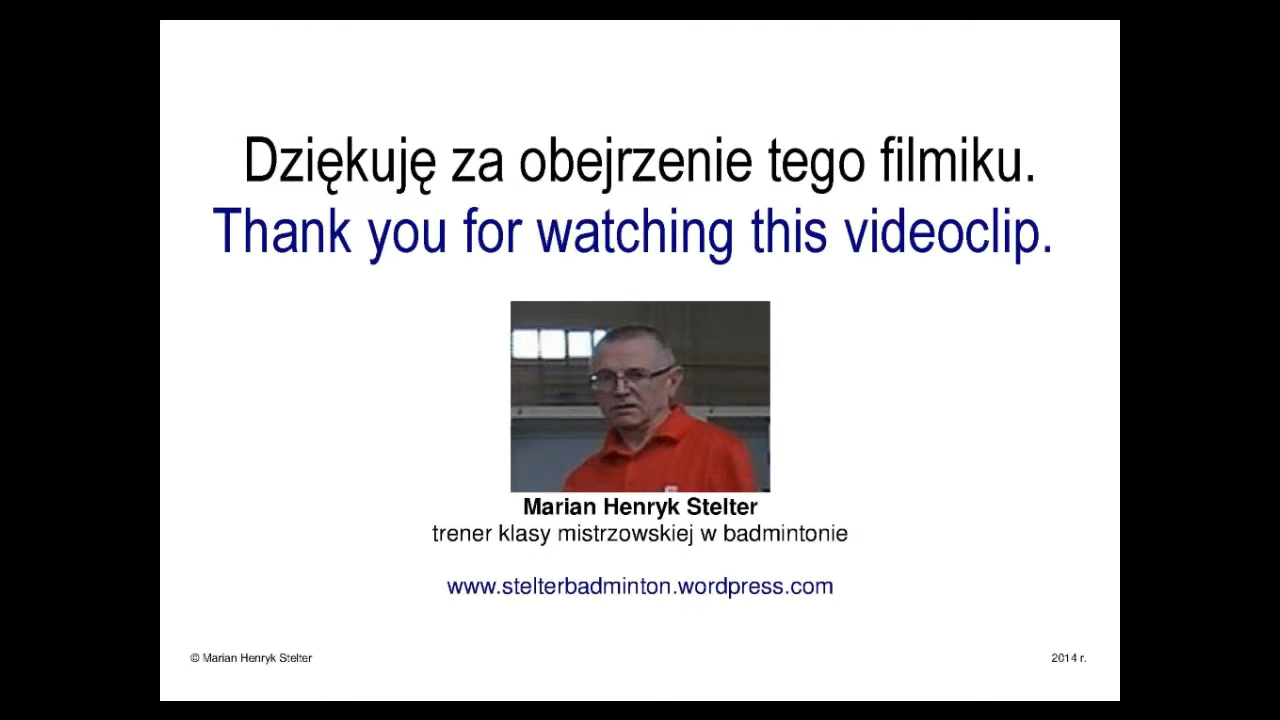 Dziękuję za obejrzenie tego filmiku.
Thank you for watching this videoclip.
Marian Henryk Stelter
trener klasy mistrzowskiej w badmintonie
www.stelterbadminton.wordpress.com
© Marian Henryk Stelter
2014 r.